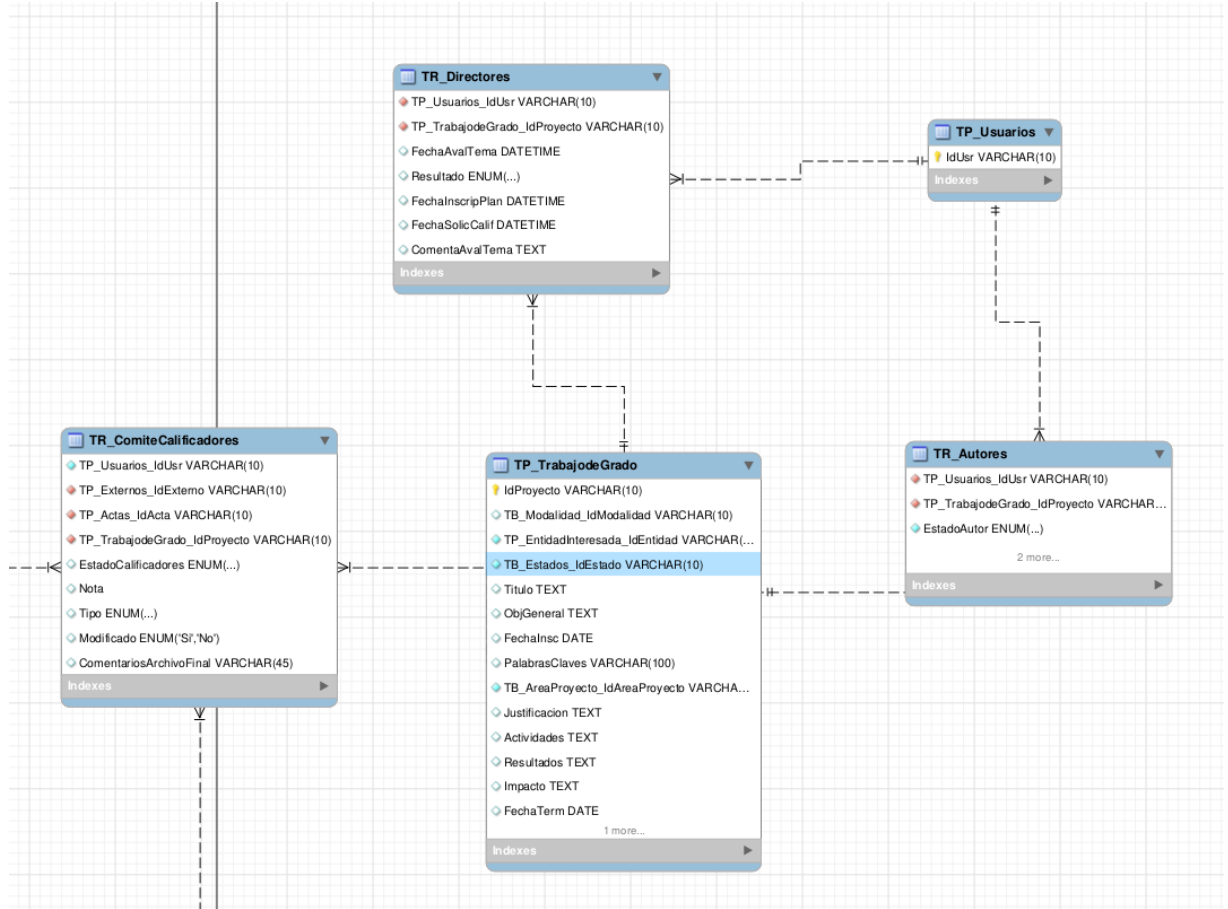 TR_Directores
TP_Usuarios_IdUsr VARCHAR(10)
TP_TrabajodeGrado_IdProyecto VARCHAR(10)
FechaAvalTema DATETIME
Resultado ENUM(...)
FechaInscripPlan DATETIME
FechaSolicCalif DATETIME
ComentaAvalTema TEXT
Indexes
TP_Usuarios
IdUsr VARCHAR(10)
Indexes
TR_ComiteCalificadores
TP_Usuarios_IdUsr VARCHAR(10)
TP_Externos_IdExterno VARCHAR(10)
TP_Actas_IdActa VARCHAR(10)
TP_TrabajodeGrado_IdProyecto VARCHAR(10)
EstadoCalificadores ENUM(...)
Nota
Tipo ENUM(...)
Modificado ENUM('Si','No')
ComentariosArchivoFinal VARCHAR(45)
Indexes
TP_TrabajodeGrado
IdProyecto VARCHAR(10)
TB_Modalidad_IdModalidad VARCHAR(10)
TP_EntidadInteresada_IdEntidad VARCHAR(...
TB_Estados_IdEstado VARCHAR(10)
Titulo TEXT
ObjGeneral TEXT
FechaInsc DATE
PalabrasClaves VARCHAR(100)
TB_AreaProyecto_IdAreaProyecto VARCHA...
Justificacion TEXT
Actividades TEXT
Resultados TEXT
Impacto TEXT
FechaTerm DATE
1 more...
Indexes
TR_Autores
TP_Usuarios_IdUsr VARCHAR(10)
TP_TrabajodeGrado_IdProyecto VARCHAR...
EstadoAutor ENUM(...)
2 more...
Indexes